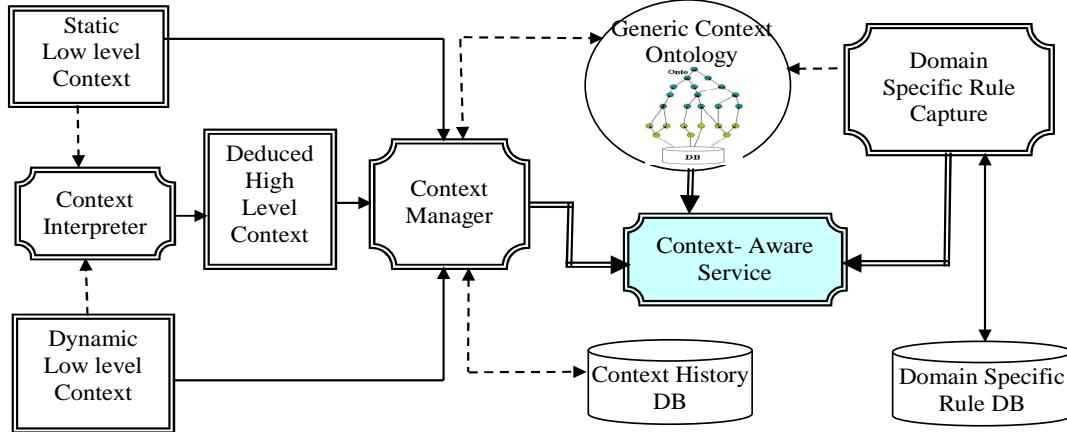 Static
Low level
Context
Generic Context
Ontology
Onto
DB
Domain
Specific Rule
Capture
Deduced
High
Level
Context
Context
Interpreter
Context
Manager
Context- Aware
Service
Dynamic
Low level
Context
Context History
DB
Domain Specific
Rule DB